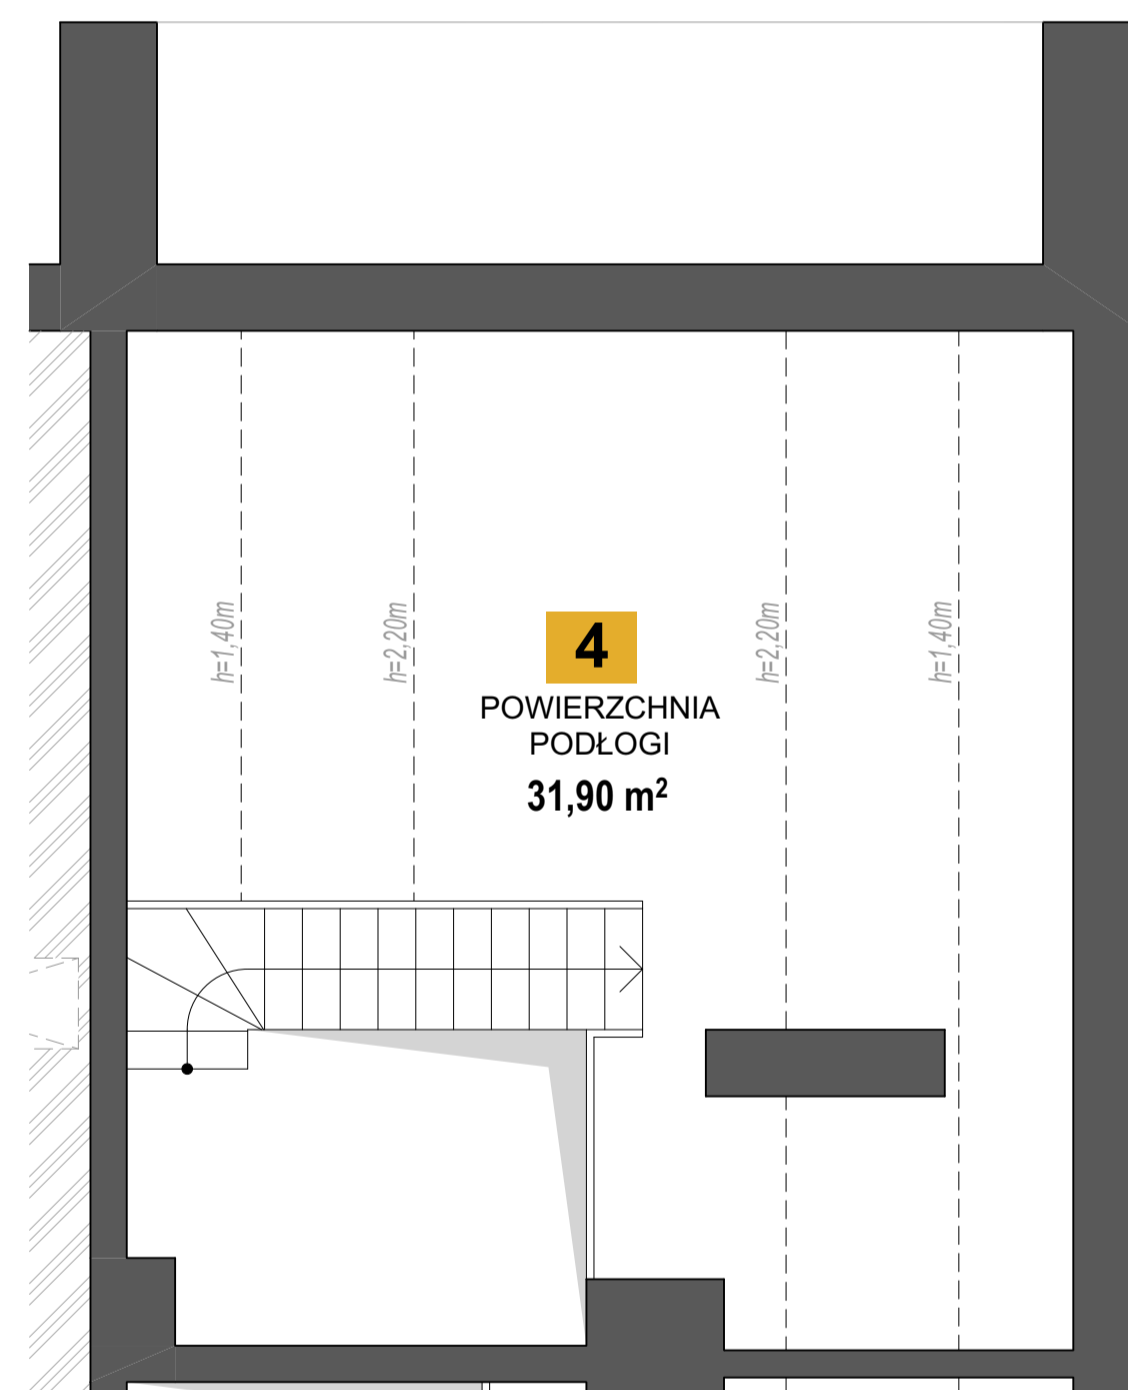 h=1,40m
h=2,20m
h=2,20m
h=1,40m
4
POWIERZCHNIA
PODŁOGI
31,90 m²